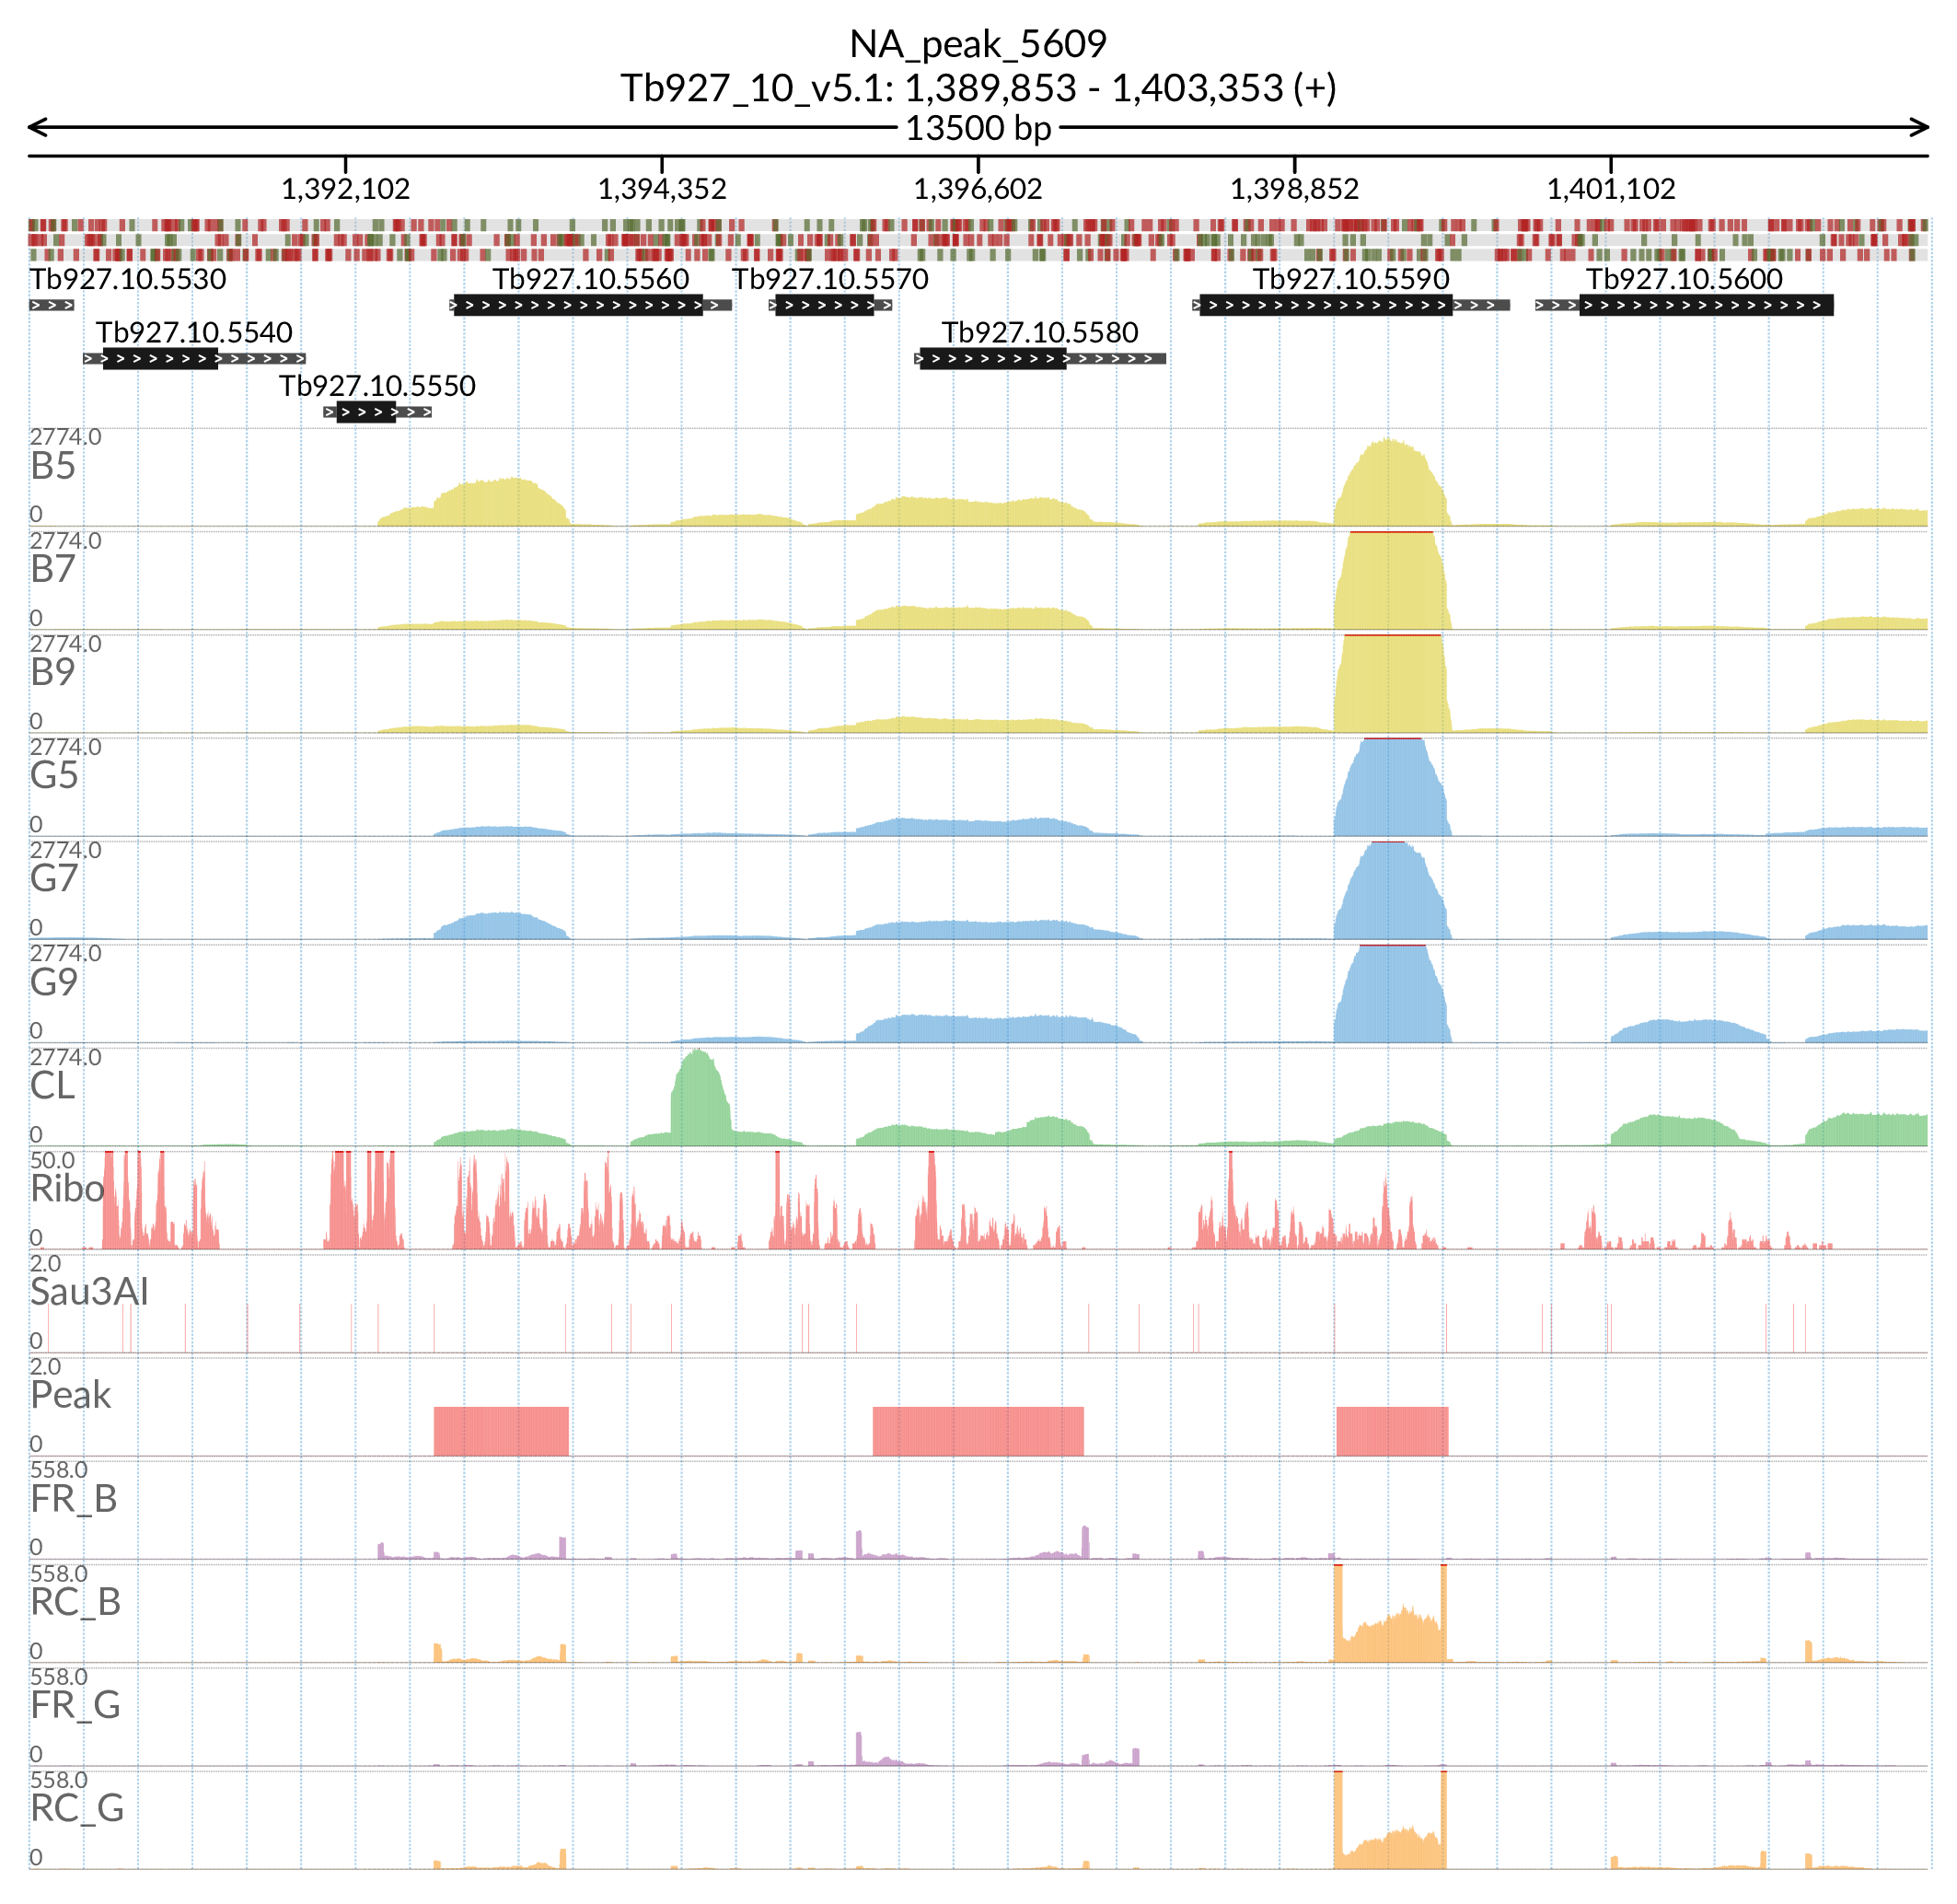 NA_peak_5609
Tb927_10_v5.1: 1,389,853 - 1,403,353 (+)
13500 bp
1,392,102 1,394,352 1,396,602 1,398,852 1,401,102
Tb927.10.5530 Tb927.10.5560 Tb927.10.5570 Tb927.10.5590 Tb927.10.5600
Tb927.10.5540 Tb927.10.5580
Tb927.10.5550
2774.0
B5
0
2774.0
B7
0
2774.0
B9
0
2774.0
G5
0
2774.0
G7
0
2774.0
G9
0
2774.0
CL
0
50.0
Ribo
0
2.0
Sau3AI
0
2.0
Peak
0
558.0
FR_B
0
558.0
RC_B
0
558.0
FR_G
0
558.0
RC_G
0